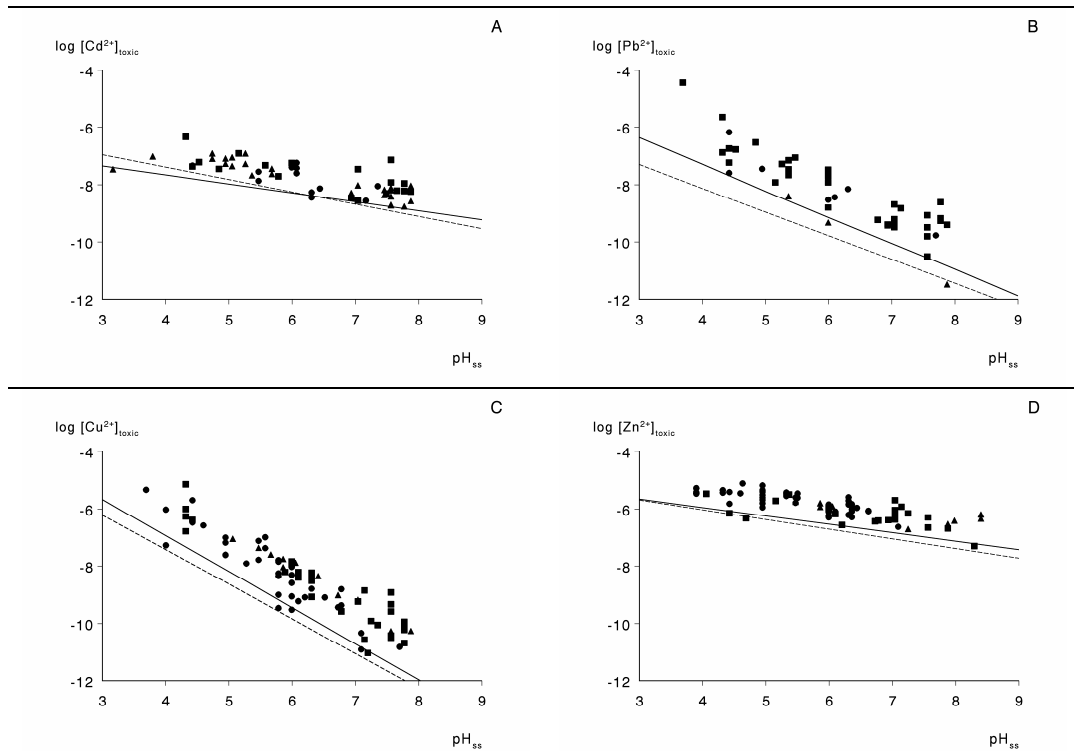 A
log [Cd²⁺]toxic
-4
-6
-8
-10
-12
3 4 5 6 7 8 9
pHss
B
log [Pb²⁺]toxic
-4
-6
-8
-10
-12
3 4 5 6 7 8 9
pHss
C
log [Cu²⁺]toxic
-4
-6
-8
-10
-12
3 4 5 6 7 8 9
pHss
D
log [Zn²⁺]toxic
-4
-6
-8
-10
-12
3 4 5 6 7 8 9
pHss